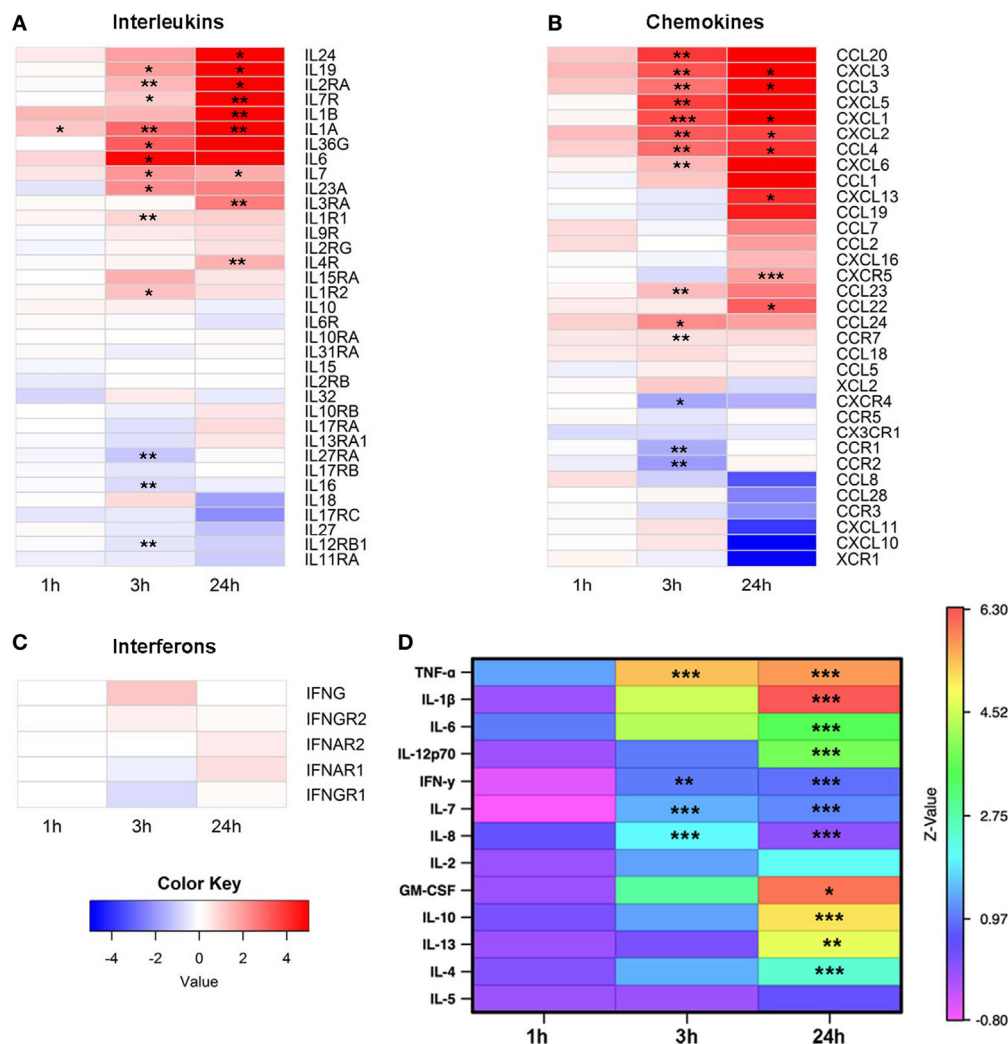 A
Interleukins
IL24
* IL19
*
** * IL2RA
* ** IL7R
** IL1B
* ** ** IL1A
* IL36G
* IL6
* * IL7
* IL23A
** IL3RA
** IL1R1
IL9R
IL2RG
** IL4R
IL15RA
* IL1R2
IL10
IL6R
IL10RA
IL31RA
IL15
IL2RB
IL32
IL10RB
IL17RA
IL13RA1
** IL27RA
IL17RB
** IL16
IL18
IL17RC
IL27
** IL12RB1
IL11RA
1h 3h 24h
B
Chemokines
** CCL20
** * CXCL3
** * CCL3
** CXCL5
*** * CXCL1
** * CXCL2
** * CCL4
** CXCL6
CCL1
* CXCL13
CCL19
CCL7
CCL2
CXCL16
*** CXCR5
** CCL23
* CCL22
* CCL24
** CCR7
CCL18
CCL5
XCL2
* CXCR4
CCR5
CX3CR1
** CCR1
** CCR2
CCL8
CCL28
CCR3
CXCL11
CXCL10
XCR1
1h 3h 24h
C
Interferons
IFNG
IFNGR2
IFNAR2
IFNAR1
IFNGR1
1h 3h 24h
Color Key
-4 -2 0 2 4
Value
D
TNF-α *** ***
IL-1β ***
IL-6 ***
IL-12p70 ***
IFN-γ ** ***
IL-7 *** ***
IL-8 *** ***
IL-2
GM-CSF *
IL-10 ***
IL-13 **
IL-4 ***
IL-5
1h 3h 24h
6.30
4.52
2.75
0.97
-0.80
Z-Value